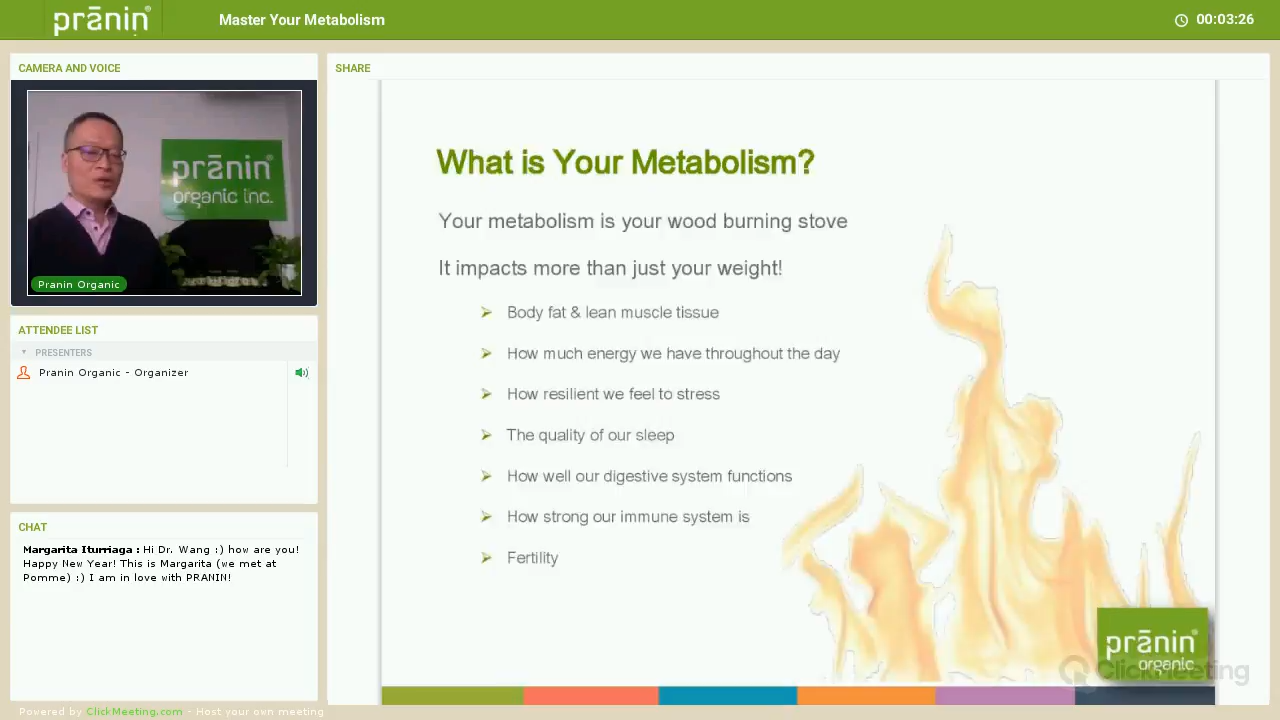 prānin®
Master Your Metabolism
00:03:26
CAMERA AND VOICE
prānin®
organic inc.
Pranin Organic
ATTENDEE LIST
PRESENTERS
Pranin Organic - Organizer
CHAT
Margarita Iturriaga : Hi Dr. Wang :) how are you!
Happy New Year! This is Margarita (we met at
Pomme) :) I am in love with PRANIN!
SHARE
What is Your Metabolism?
Your metabolism is your wood burning stove
It impacts more than just your weight!
Body fat & lean muscle tissue
How much energy we have throughout the day
How resilient we feel to stress
The quality of our sleep
How well our digestive system functions
How strong our immune system is
Fertility
prānin®
organic
ClickMeeting
Powered by ClickMeeting.com - Host your own meeting